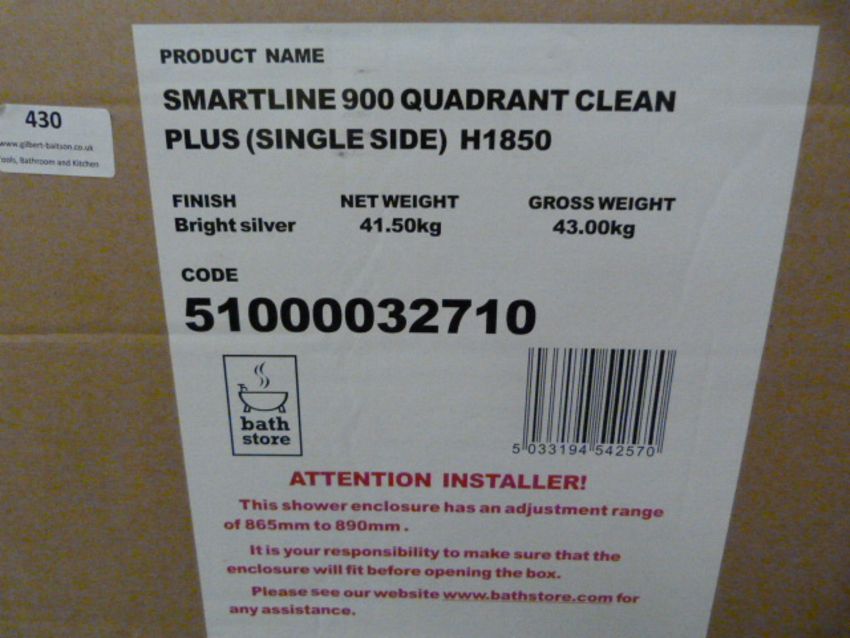 PRODUCT NAME
SMARTLINE 900 QUADRANT CLEAN
PLUS (SINGLE SIDE) H1850
FINISH NET WEIGHT GROSS WEIGHT
Bright silver 41.50kg 43.00kg
CODE
51000032710
bath
store
5 033194 542570
ATTENTION INSTALLER!
This shower enclosure has an adjustment range
of 865mm to 890mm .
It is your responsibility to make sure that the
enclosure will fit before opening the box.
Please see our website www.bathstore.com for
any assistance.
430
www.gilbert-baitson.co.uk
Tools, Bathroom and Kitchen